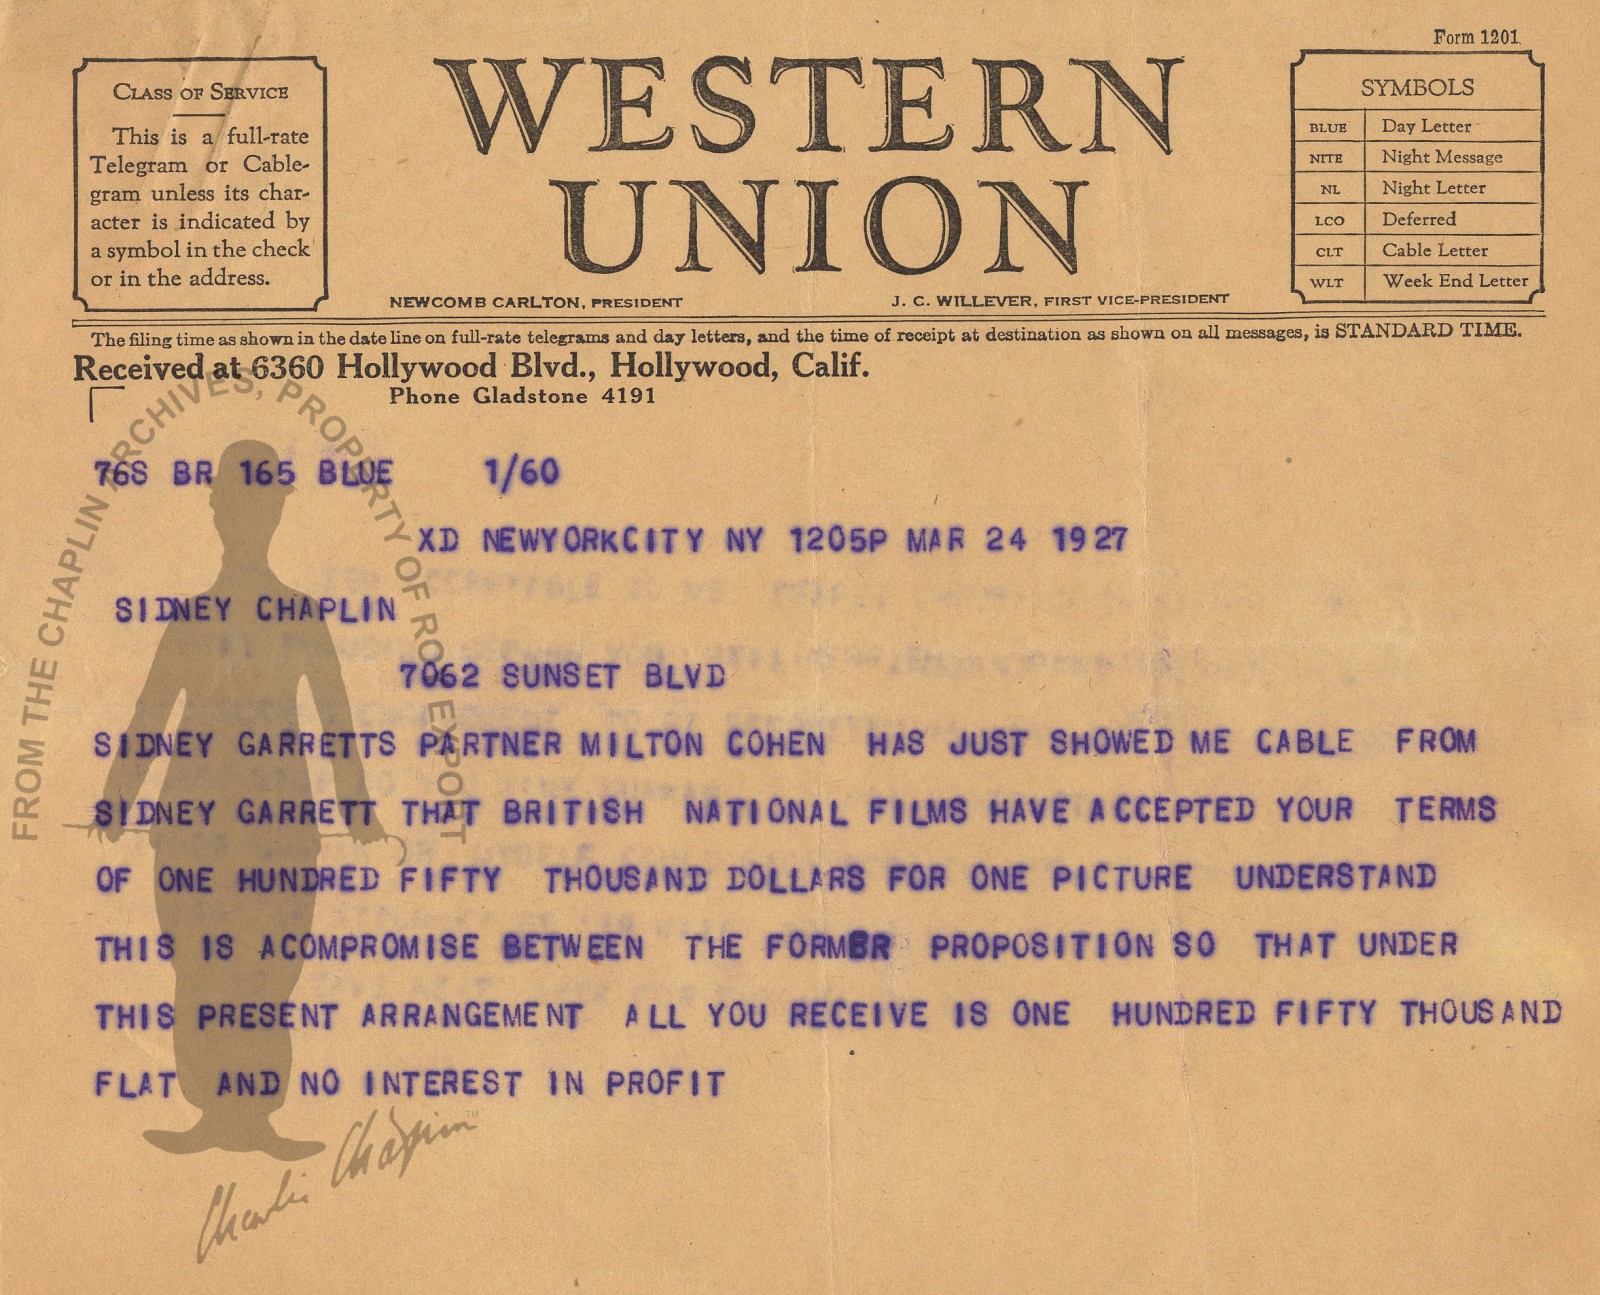 Form 1201
CLASS OF SERVICE
This is a full-rate
Telegram or Cable-
gram unless its char-
acter is indicated by
a symbol in the check
or in the address.
WESTERN
UNION
NEWCOMB CARLTON, PRESIDENT
J. C. WILLEVER, FIRST VICE-PRESIDENT
SYMBOLS
BLUE Day Letter
NITE Night Message
NL Night Letter
LCO Deferred
CLT Cable Letter
WLT Week End Letter
The filing time as shown in the date line on full-rate telegrams and day letters, and the time of receipt at destination as shown on all messages, is STANDARD TIME.
Received at 6360 Hollywood Blvd., Hollywood, Calif.
Phone Gladstone 4191
76S BR 165 BLUE 1/60
XD NEWYORKCITY NY 1205P MAR 24 1927
SIDNEY CHAPLIN
7062 SUNSET BLVD
SIDNEY GARRETTS PARTNER MILTON COHEN HAS JUST SHOWED ME CABLE FROM
SIDNEY GARRETT THAT BRITISH NATIONAL FILMS HAVE ACCEPTED YOUR TERMS
OF ONE HUNDRED FIFTY THOUSAND DOLLARS FOR ONE PICTURE UNDERSTAND
THIS IS ACOMPROMISE BETWEEN THE FORMER PROPOSITION SO THAT UNDER
THIS PRESENT ARRANGEMENT ALL YOU RECEIVE IS ONE HUNDRED FIFTY THOUSAND
FLAT AND NO INTEREST IN PROFIT
FROM THE CHAPLIN ARCHIVES, PROPERTY OF ROY EXPORT
Charlie Chaplin™